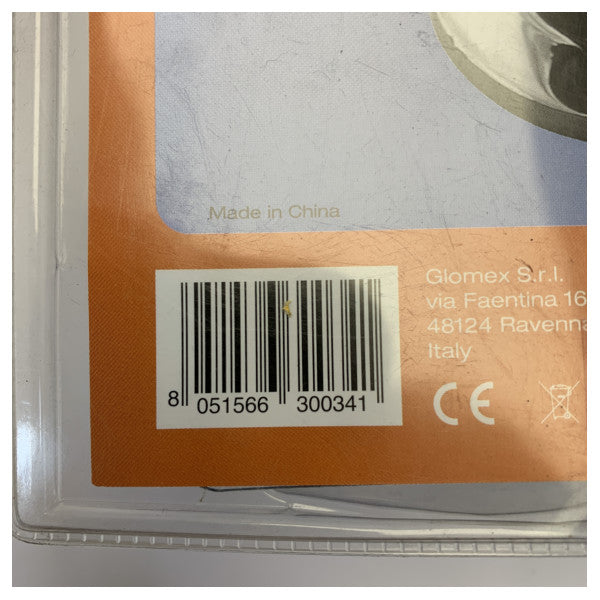 Made in China
Glomex S.r.l.
via Faentina 16
48124 Ravenna
Italy
8 051566 300341
CE